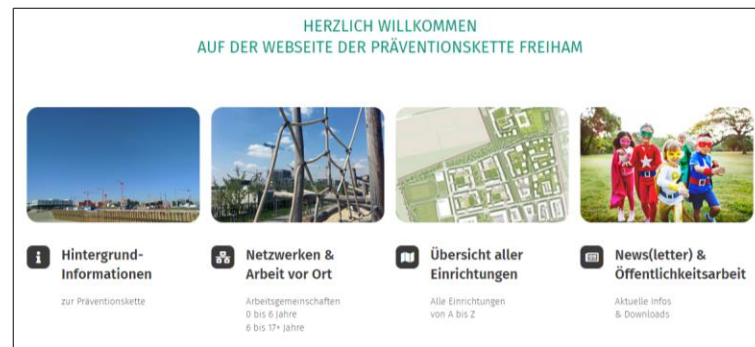 HERZLICH WILLKOMMEN
AUF DER WEBSEITE DER PRÄVENTIONSKETTE FREIHAM
Hintergrund-
Informationen
zur Präventionskette
Netzwerken &
Arbeit vor Ort
Arbeitsgemeinschaften
0 bis 6 Jahre
6 bis 17+ Jahre
Übersicht aller
Einrichtungen
Alle Einrichtungen
von A bis Z
News(letter) &
Öffentlichkeitsarbeit
Aktuelle Infos
& Downloads